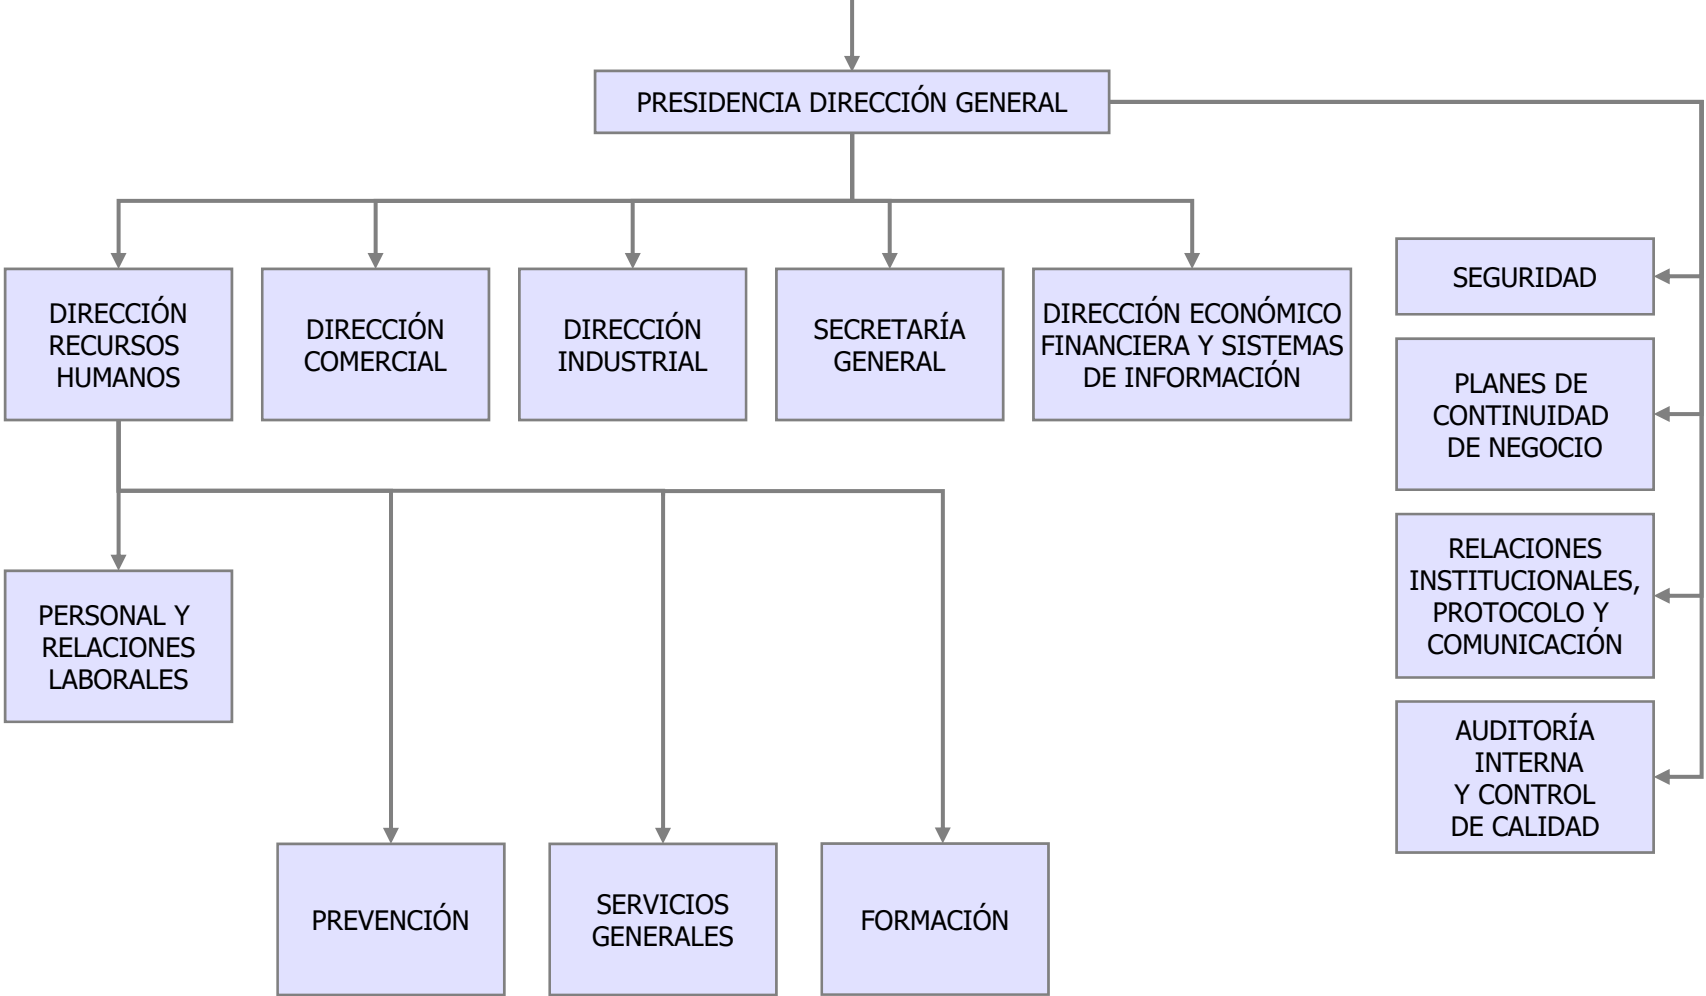 PRESIDENCIA DIRECCIÓN GENERAL
DIRECCIÓN
RECURSOS
HUMANOS
DIRECCIÓN
COMERCIAL
DIRECCIÓN
INDUSTRIAL
SECRETARÍA
GENERAL
DIRECCIÓN ECONÓMICO
FINANCIERA Y SISTEMAS
DE INFORMACIÓN
SEGURIDAD
PLANES DE
CONTINUIDAD
DE NEGOCIO
RELACIONES
INSTITUCIONALES,
PROTOCOLO Y
COMUNICACIÓN
AUDITORÍA
INTERNA
Y CONTROL
DE CALIDAD
PERSONAL Y
RELACIONES
LABORALES
PREVENCIÓN
SERVICIOS
GENERALES
FORMACIÓN